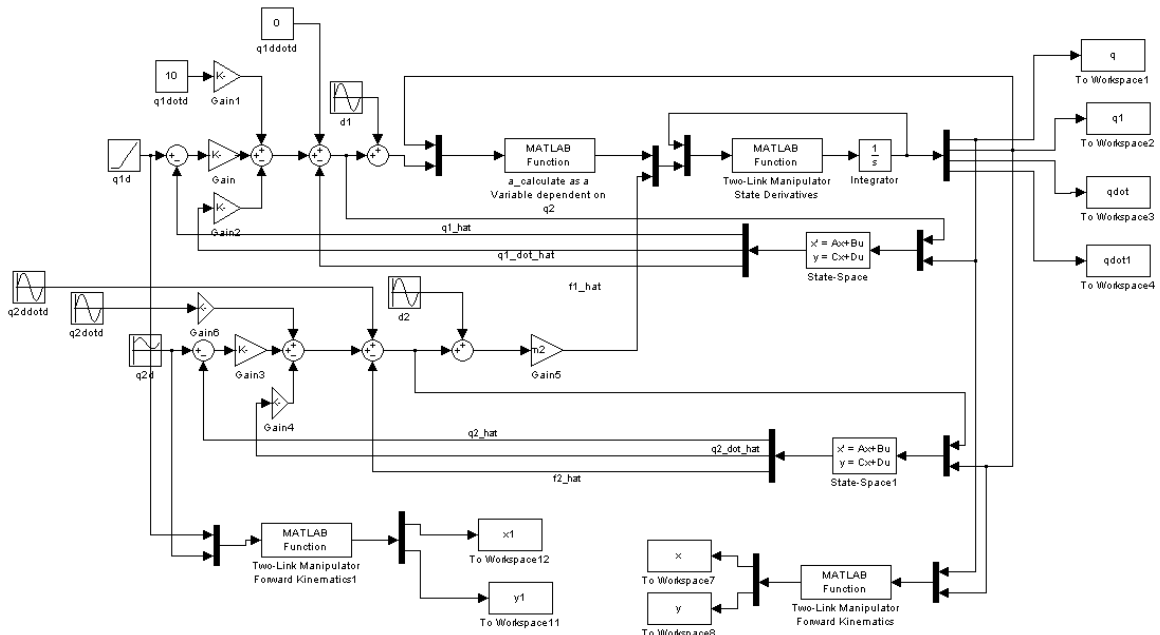 0
q1ddotd
10
q1dotd
K-
Gain1
d1
q1d
K-
Gain
K-
Gain2
MATLAB
Function
a_calculate as a
Variable dependent on
q2
MATLAB
Function
Two-Link Manipulator
State Derivatives
1
s
Integrator
q
To Workspace1
q1
To Workspace2
qdot
To Workspace3
qdot1
To Workspace4
q1_hat
q1_dot_hat
f1_hat
x' = Ax+Bu
y = Cx+Du
State-Space
q2ddotd
q2dotd
q2d
Gain6
K-
Gain3
Gain4
d2
m2
Gain5
q2_hat
q2_dot_hat
f2_hat
x' = Ax+Bu
y = Cx+Du
State-Space1
MATLAB
Function
Two-Link Manipulator
Forward Kinematics1
x1
To Workspace12
y1
To Workspace11
x
To Workspace7
y
To Workspace8
MATLAB
Function
Two-Link Manipulator
Forward Kinematics